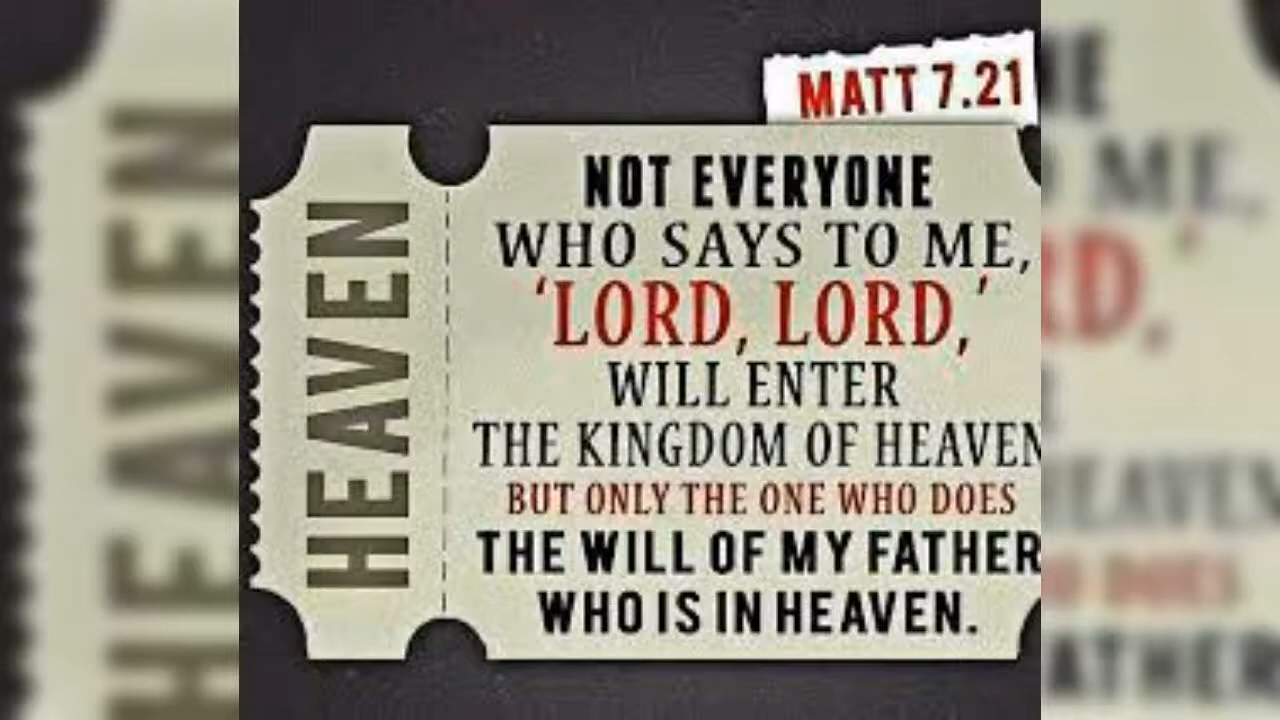 MATT 7.21
HEAVEN
NOT EVERYONE
WHO SAYS TO ME,
‘LORD, LORD,’
WILL ENTER
THE KINGDOM OF HEAVEN
BUT ONLY THE ONE WHO DOES
THE WILL OF MY FATHER
WHO IS IN HEAVEN.